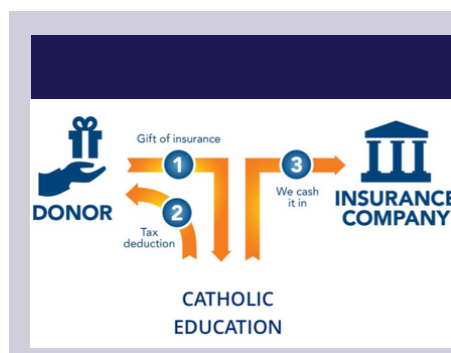 Gift of insurance
1
3
DONOR
2
Tax
deduction
We cash
it in
INSURANCE
COMPANY
CATHOLIC
EDUCATION